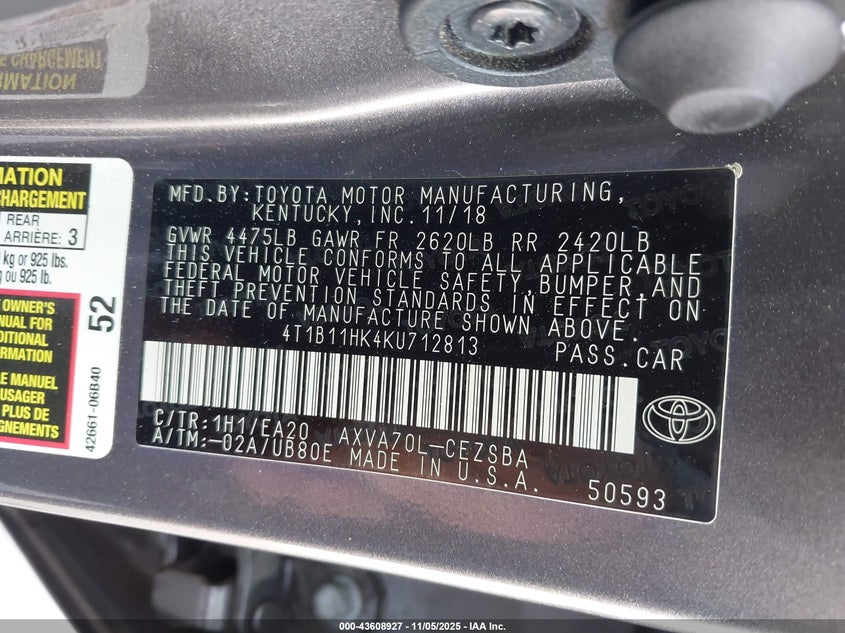 E CHARGEMENT
RMATION
MATION
HARGEMENT
REAR
ARRIÈRE: 3
kg or 925 lbs.
g ou 925 lb.
OWNER'S
NUAL FOR
DITIONAL
ORMATION
LE MANUEL
USAGER
PLUS DE
GNEMENTS
52
42661-06B40
MFD.BY:TOYOTA MOTOR MANUFACTURING,
KENTUCKY,INC.11/18
GVWR 4475LB GAWR FR 2620LB RR 2420LB
THIS VEHICLE CONFORMS TO ALL APPLICABLE
FEDERAL MOTOR VEHICLE SAFETY,BUMPER,AND
THEFT PREVENTION STANDARDS IN EFFECT ON
THE DATE OF MANUFACTURE SHOWN ABOVE.
4T1B11HK4KU712813 PASS.CAR
C/TR:1H1/EA20 AXVA70L-CEZSBA
A/TM:-02A/UB80E MADE IN U.S.A.
50593
000-43608927 - 11/05/2025 - IAA Inc.